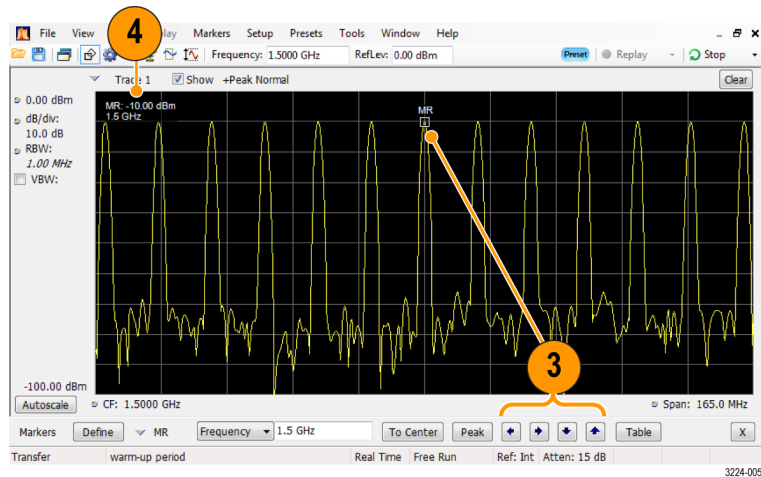 4
File View lay Markers Setup Presets Tools Window Help
Frequency: 1.5000 GHz RefLev: 0.00 dBm Preset Replay Stop
Trace 1 Show +Peak Normal Clear
0.00 dBm
dB/div:
10.0 dB
RBW:
1.00 MHz
VBW:
MR: -10.00 dBm
1.5 GHz
MR
3
-100.00 dBm
Autoscale CF: 1.5000 GHz Span: 165.0 MHz
Markers Define MR Frequency 1.5 GHz To Center Peak Table X
Transfer warm-up period Real Time Free Run Ref: Int Atten: 15 dB
3224-005